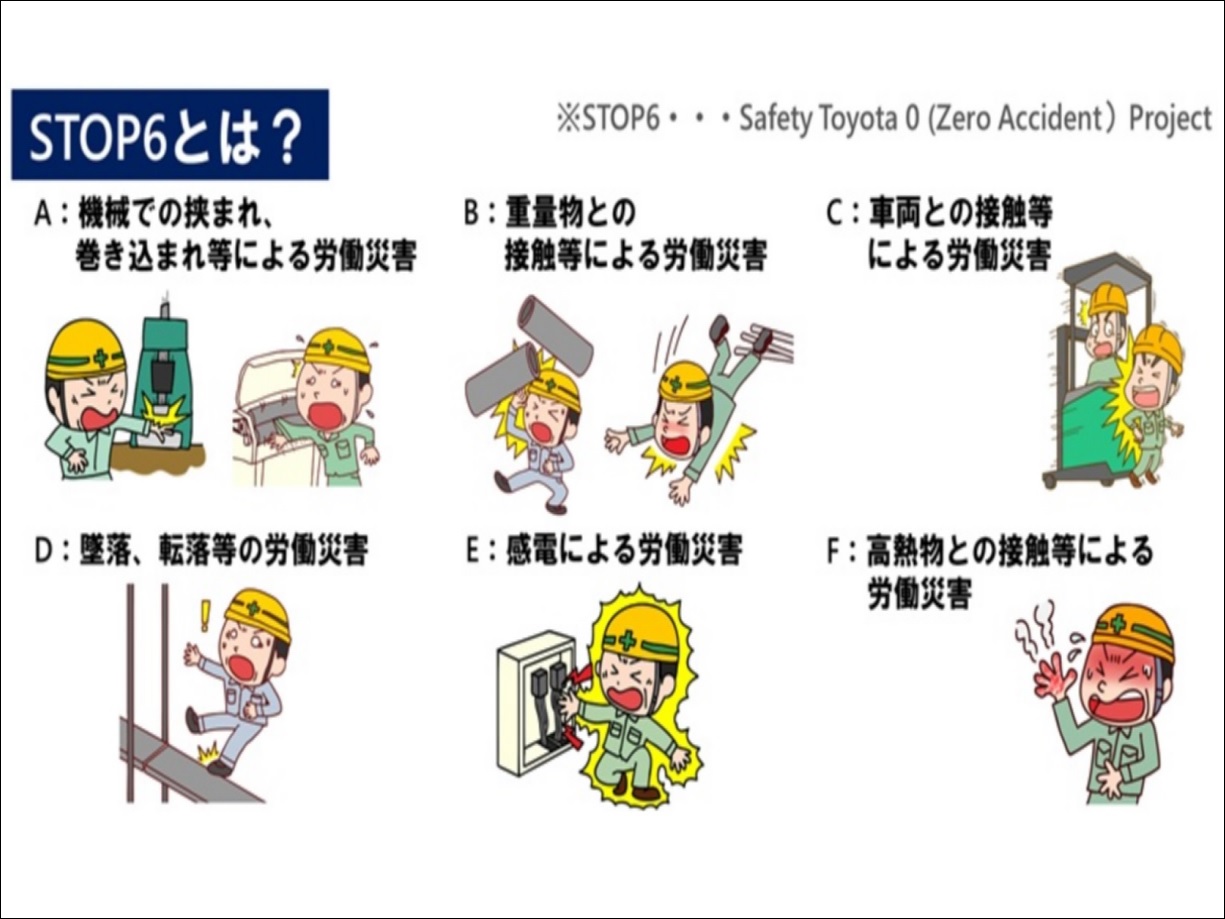 STOP6とは？
※STOP6・・・Safety Toyota 0 (Zero Accident）Project
A：機械での挟まれ、
巻き込まれ等による労働災害
B：重量物との
接触等による労働災害
C：車両との接触等
による労働災害
D：墜落、転落等の労働災害
E：感電による労働災害
F：高熱物との接触等による
労働災害